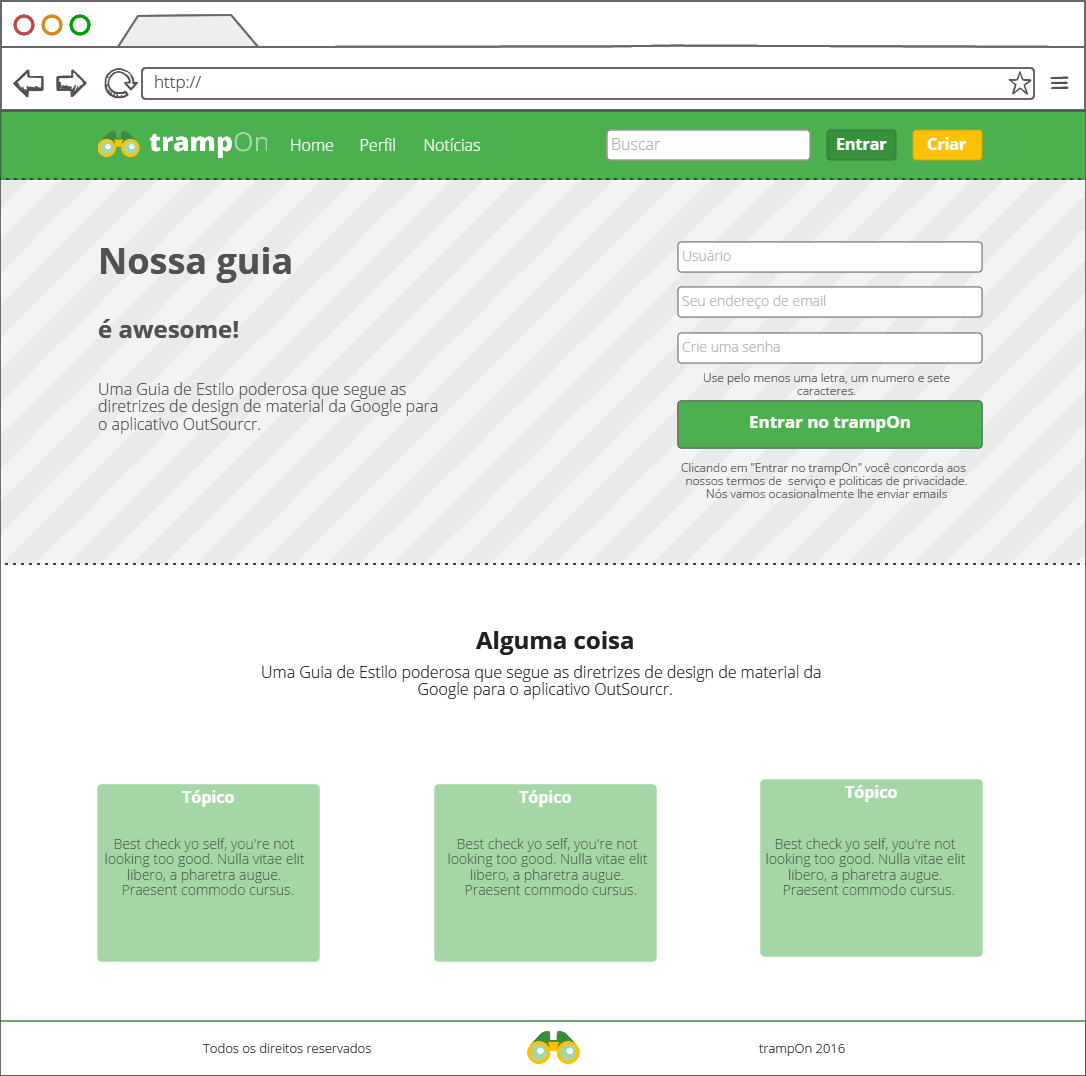 http://
trampOn Home Perfil Notícias Buscar Entrar Criar
Nossa guia
é awesome!
Uma Guia de Estilo poderosa que segue as
diretrizes de design de material da Google para
o aplicativo OutSourcr.
Usuário
Seu endereço de email
Crie uma senha
Use pelo menos uma letra, um numero e sete
caracteres.
Entrar no trampOn
Clicando em "Entrar no trampOn" você concorda aos
nossos termos de  serviço e politicas de privacidade.
Nós vamos ocasionalmente lhe enviar emails
Alguma coisa
Uma Guia de Estilo poderosa que segue as diretrizes de design de material da
Google para o aplicativo OutSourcr.
Tópico
Best check yo self, you're not
looking too good. Nulla vitae elit
libero, a pharetra augue.
Praesent commodo cursus.
Tópico
Best check yo self, you're not
looking too good. Nulla vitae elit
libero, a pharetra augue.
Praesent commodo cursus.
Tópico
Best check yo self, you're not
looking too good. Nulla vitae elit
libero, a pharetra augue.
Praesent commodo cursus.
Todos os direitos reservados
trampOn 2016